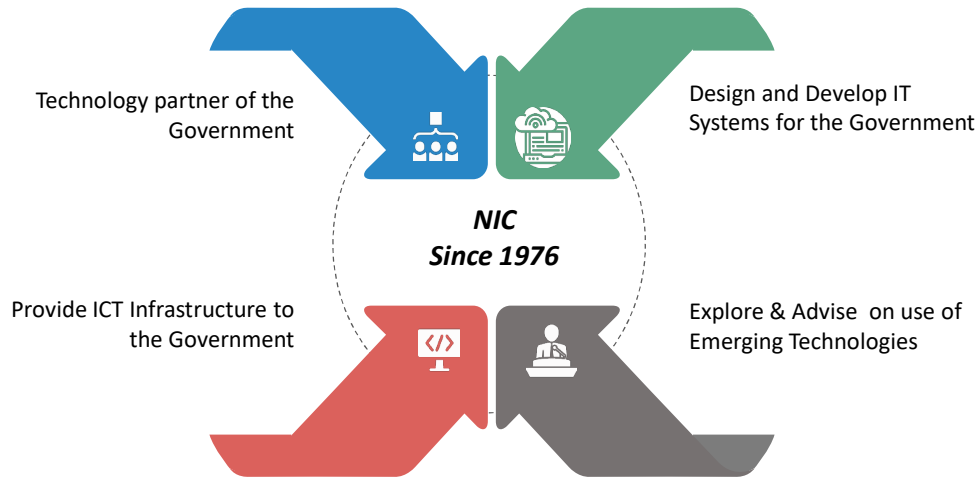 Technology partner of the
Government
Design and Develop IT
Systems for the Government
NIC
Since 1976
Provide ICT Infrastructure to
the Government
Explore & Advise  on use of
Emerging Technologies